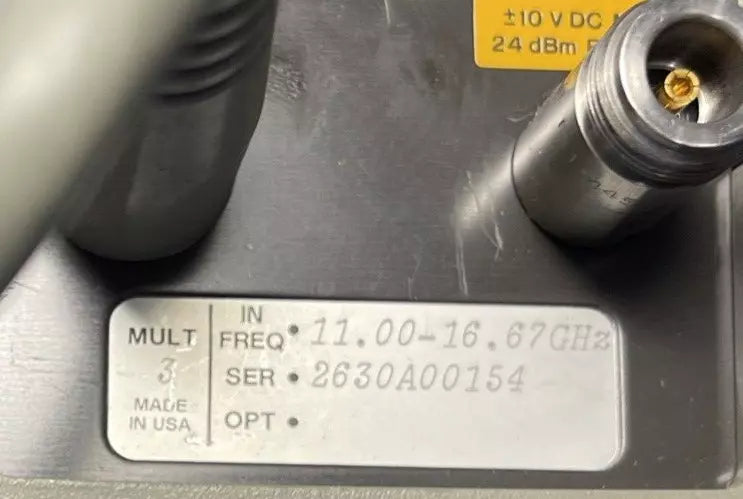 ±10 V DC
24 dBm
MULT
3
MADE
IN USA
IN
FREQ • 11.00-16.67GHz
SER • 2630A00154
OPT •